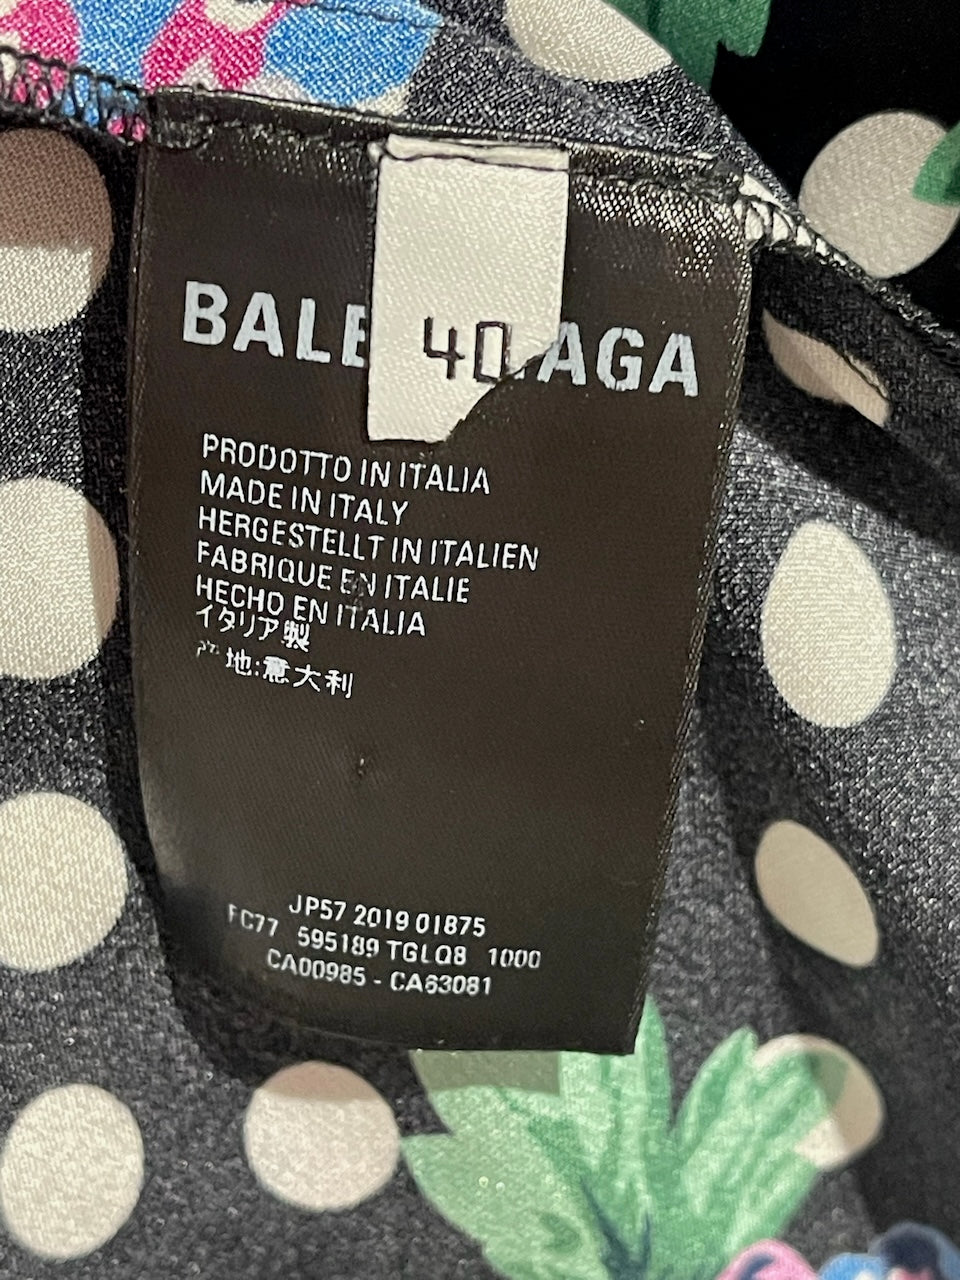 BALE AGA
40
PRODOTTO IN ITALIA
MADE IN ITALY
HERGESTELLT IN ITALIEN
FABRIQUE EN ITALIE
HECHO EN ITALIA
イタリア製
产地:意大利
JP57 2019 01875
FC77 595189 TGLQ8 1000
CA00985 - CA63081